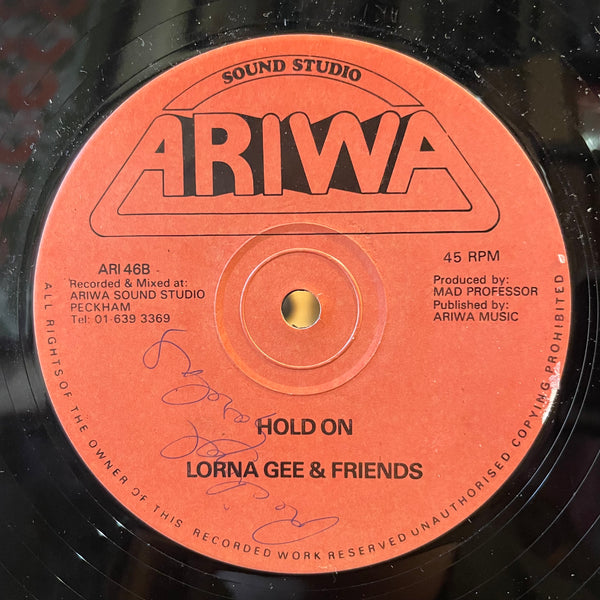 SOUND STUDIO
ARIWA
ARI 46B
Recorded & Mixed at:
ARIWA SOUND STUDIO
PECKHAM
Tel: 01-639 3369
45 RPM
Produced by:
MAD PROFESSOR
Published by:
ARIWA MUSIC
HOLD ON
LORNA GEE & FRIENDS
ALL RIGHTS OF THE OWNER OF THIS RECORDED WORK RESERVED UNAUTHORISED COPYING PROHIBITED